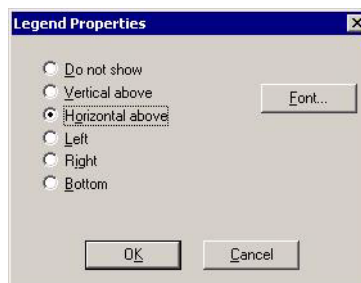 Legend Properties
Do not show
Vertical above
Horizontal above
Left
Right
Bottom
Font...
OK
Cancel